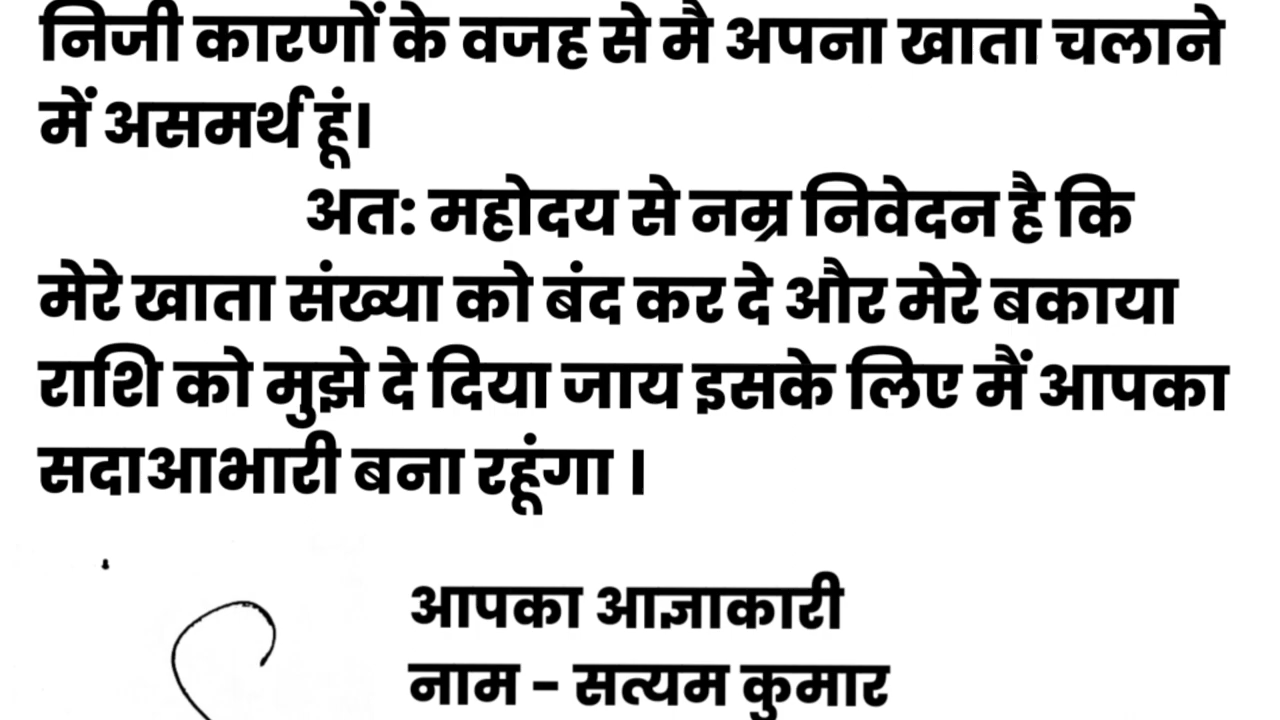 निजी कारणों के वजह से मै अपना खाता चलाने
में असमर्थ हूं।
अत: महोदय से नम्र निवेदन है कि
मेरे खाता संख्या को बंद कर दे और मेरे बकाया
राशि को मुझे दे दिया जाय इसके लिए मैं आपका
सदाआभारी बना रहूंगा ।
आपका आज्ञाकारी
नाम - सत्यम कुमार